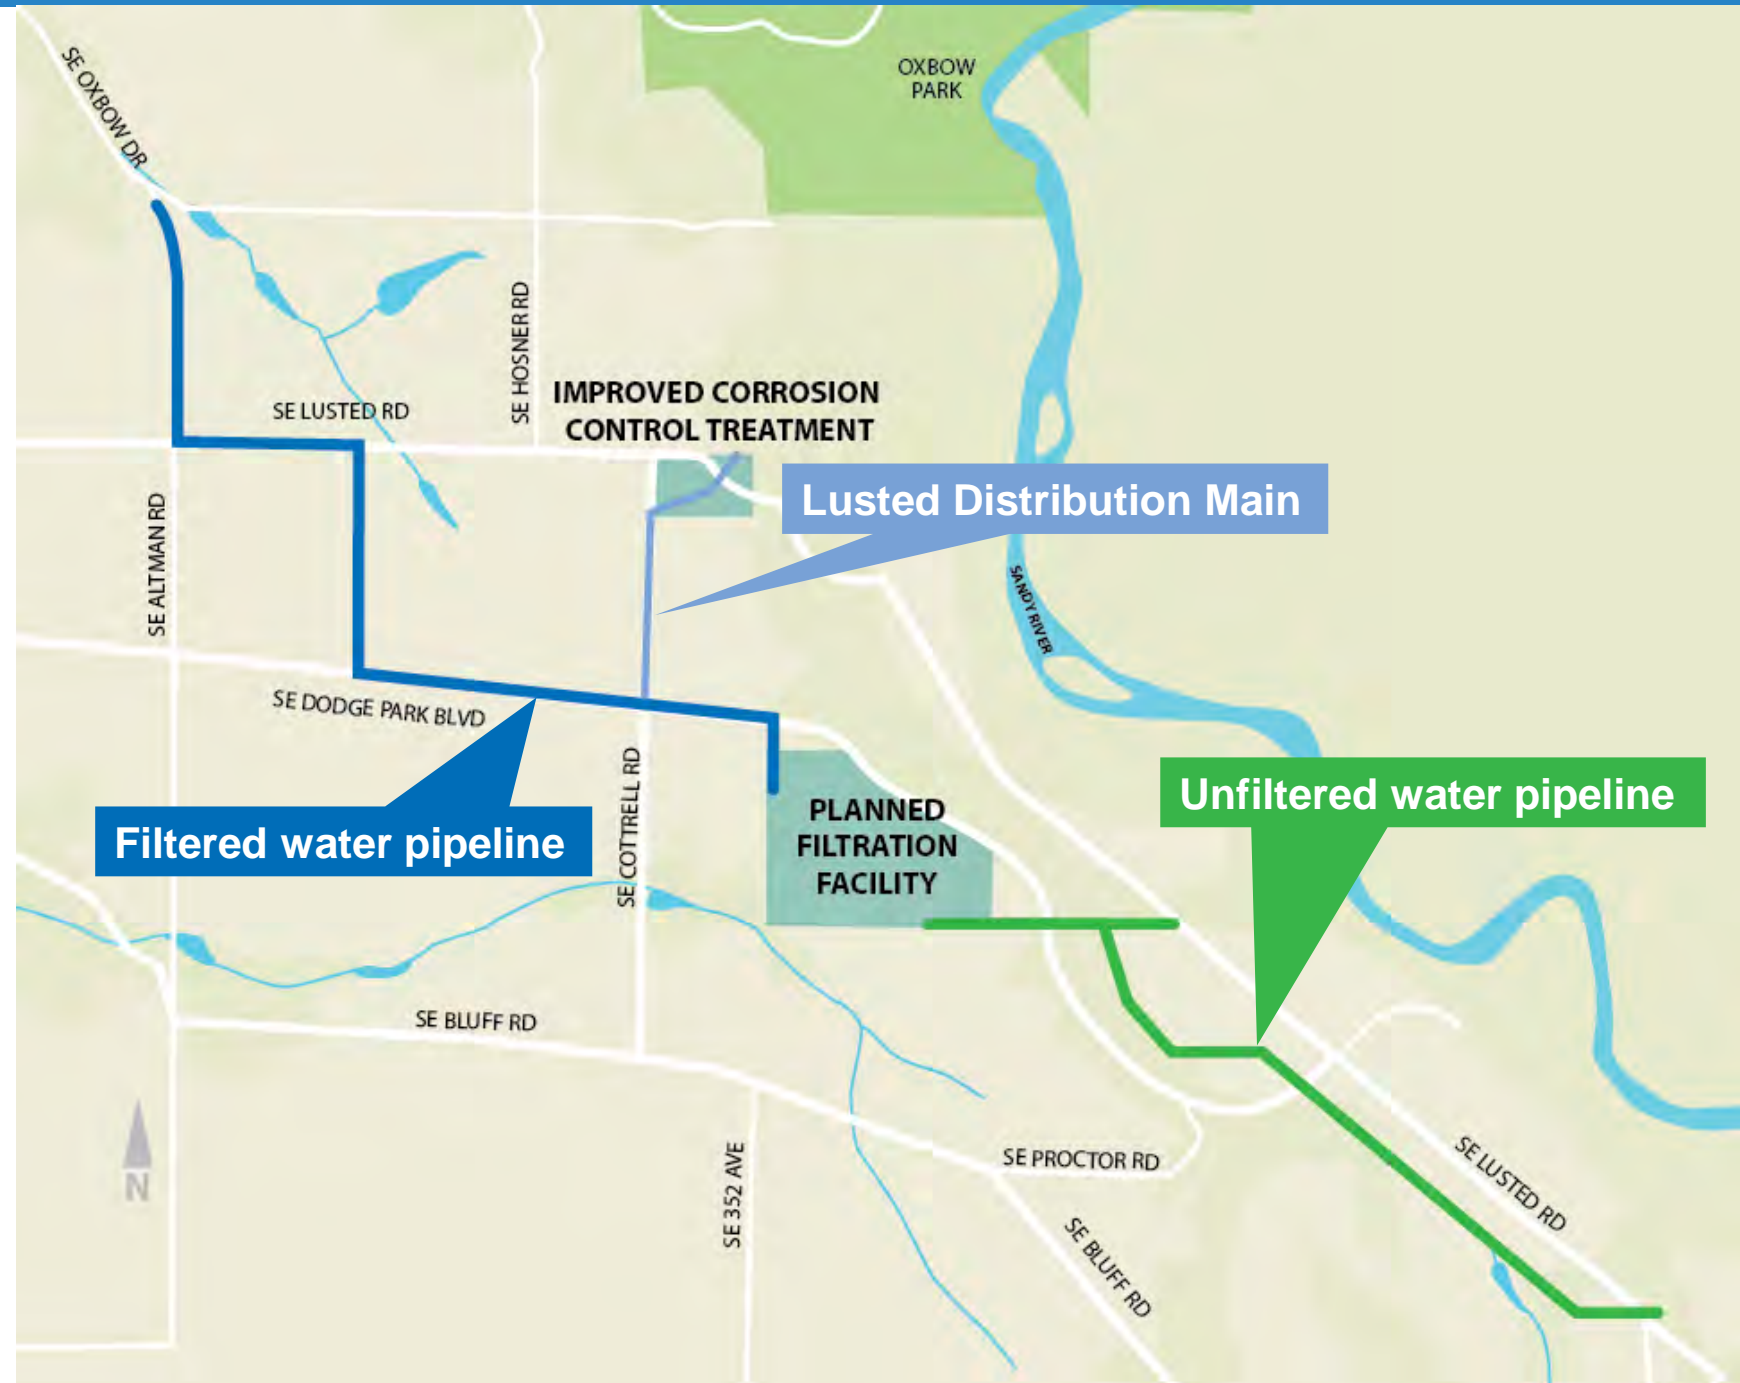 OXBOW
PARK
SE OXBOW DR
SE HOSNER RD
IMPROVED CORROSION
CONTROL TREATMENT
SE LUSTED RD
Lusted Distribution Main
SE ALTMAN RD
SANDY RIVER
SE DODGE PARK BLVD
SE COTTRELL RD
Unfiltered water pipeline
PLANNED
FILTRATION
FACILITY
Filtered water pipeline
SE BLUFF RD
N
SE 352 AVE
SE PROCTOR RD
SE LUSTED RD
SE BLUFF RD